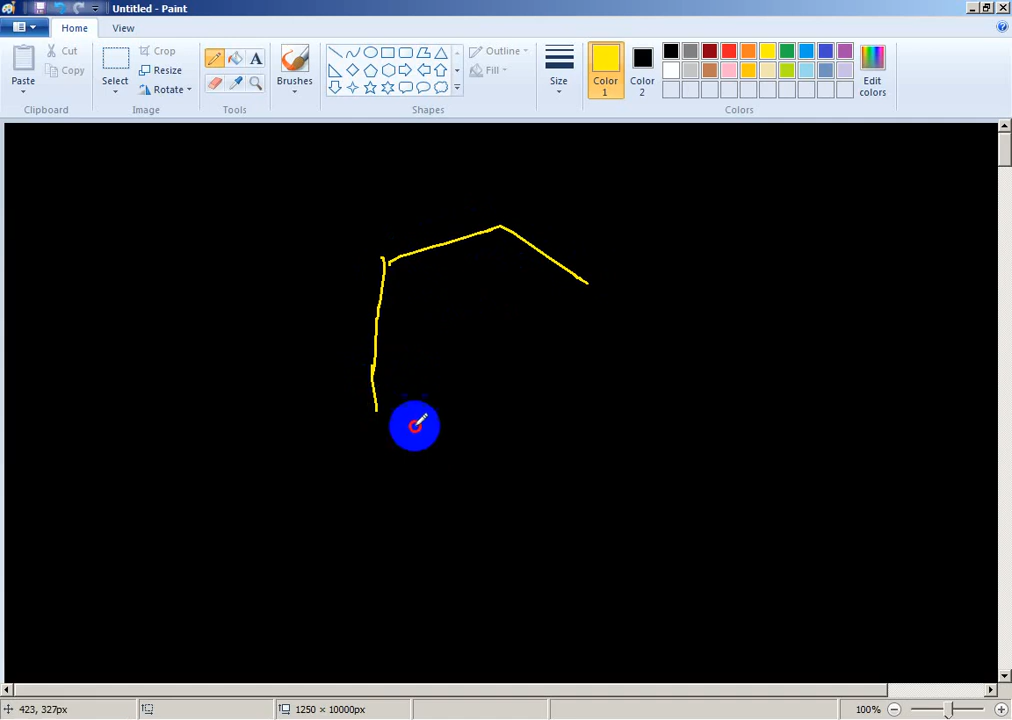 Untitled - Paint
Home
View
Paste
Cut
Copy
Clipboard
Select
Crop
Resize
Rotate
Image
A
Tools
Brushes
Outline
Fill
Shapes
Size
Color 1
Color 2
Edit colors
Colors
423, 327px
1250 × 10000px
100%